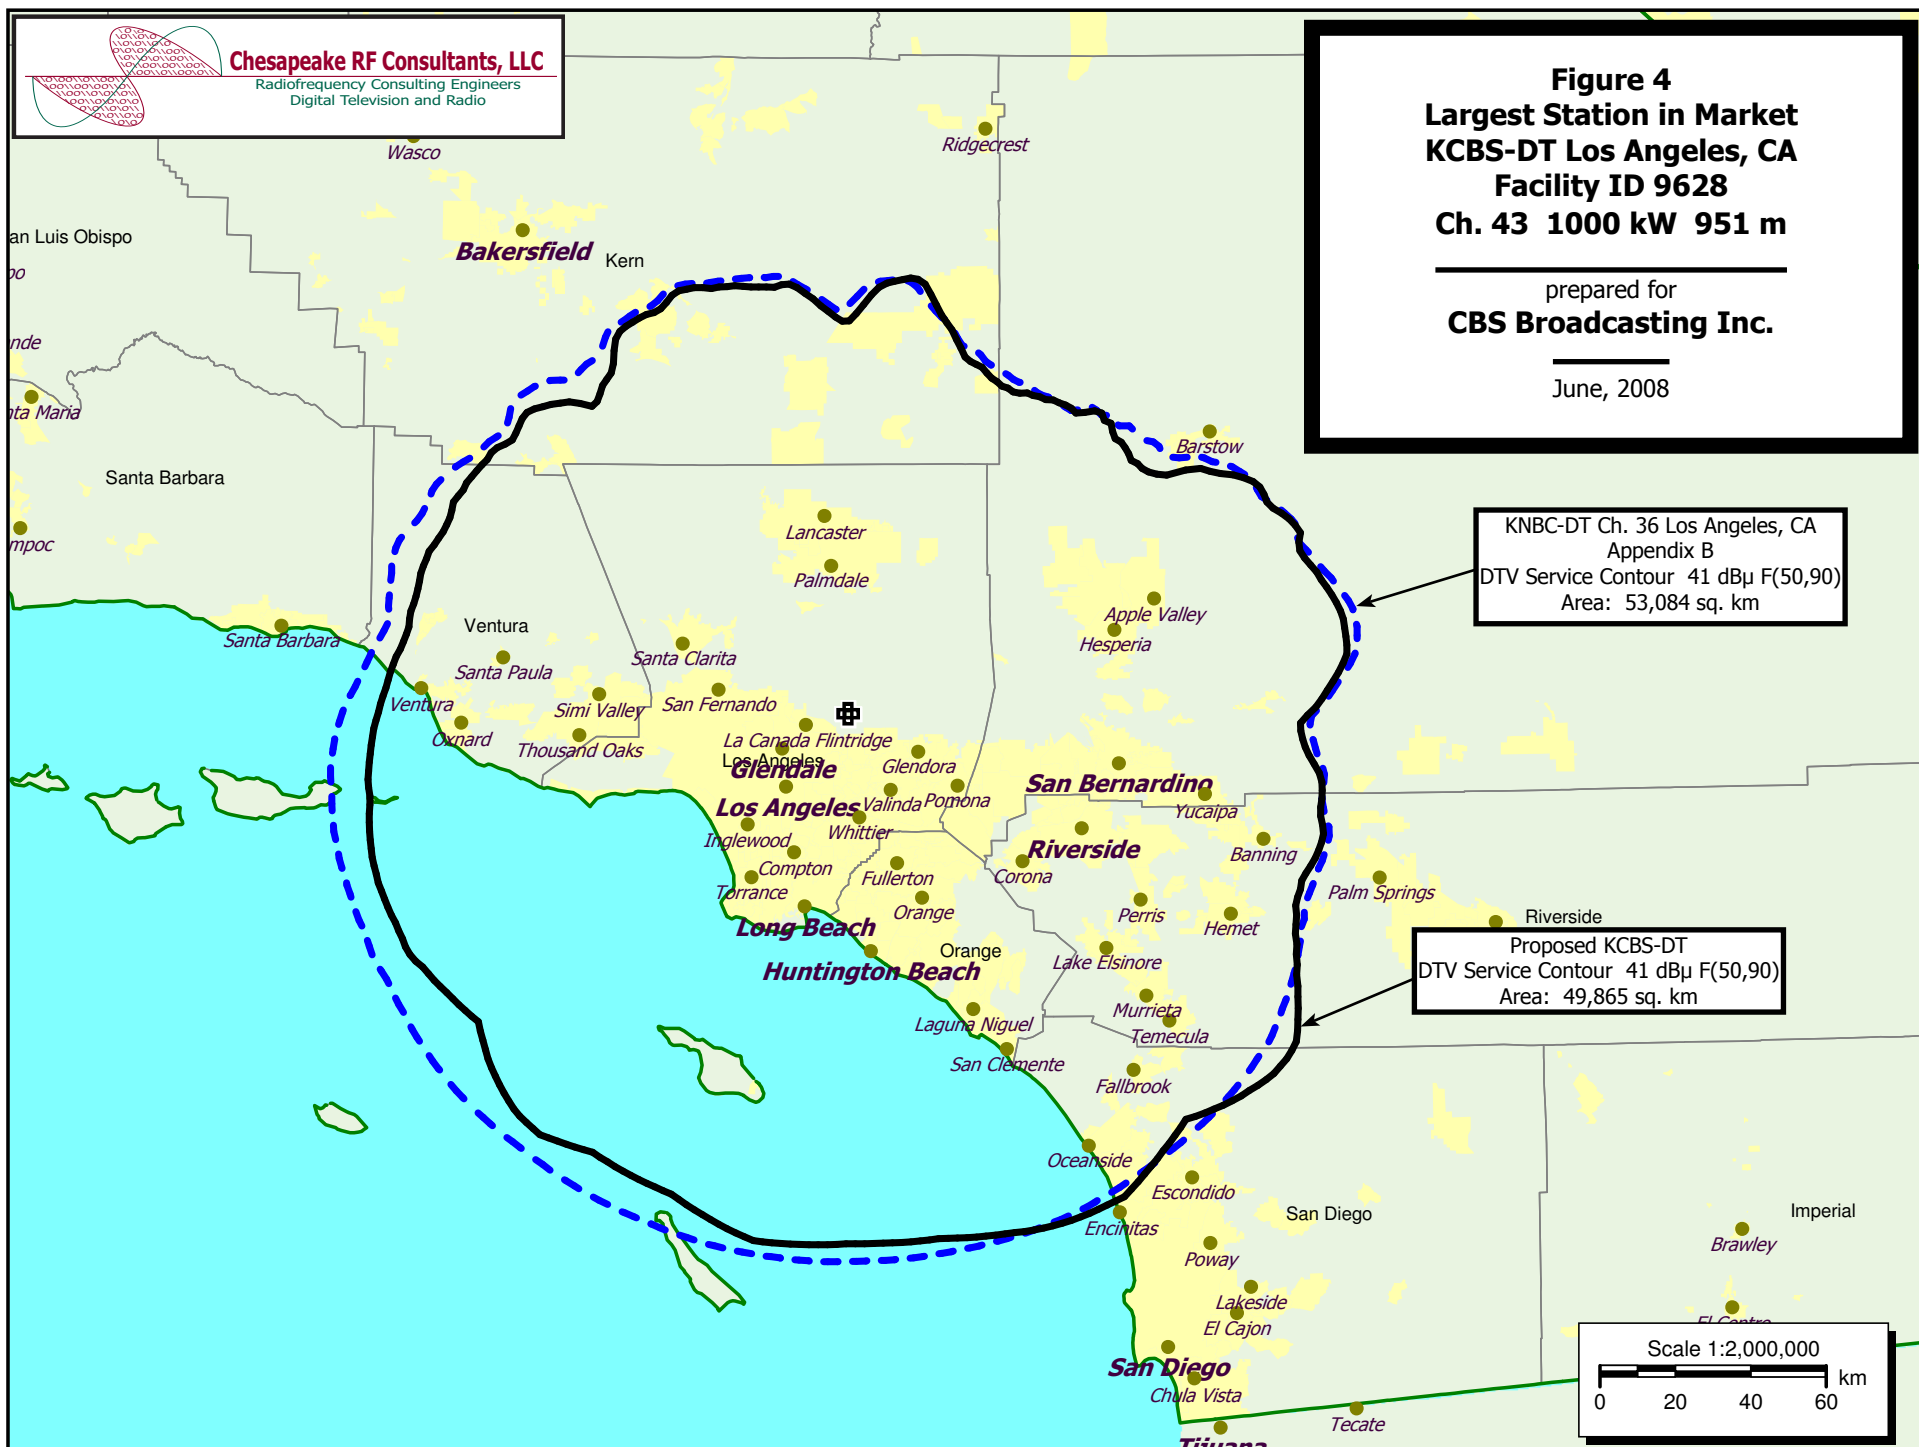 Chesapeake RF Consultants, LLC
Radiofrequency Consulting Engineers
Digital Television and Radio
Figure 4
Largest Station in Market
KCBS-DT Los Angeles, CA
Facility ID 9628
Ch. 43 1000 kW 951 m
prepared for
CBS Broadcasting Inc.
June, 2008
Wasco
Ridgecrest
an Luis Obispo
Bakersfield
Kern
po
nde
nta Maria
Barstow
Santa Barbara
mpoc
Lancaster
Palmdale
KNBC-DT Ch. 36 Los Angeles, CA
Appendix B
DTV Service Contour 41 dBµ F(50,90)
Area: 53,084 sq. km
Apple Valley
Hesperia
Santa Barbara
Ventura
Santa Paula
Santa Clarita
Ventura
Simi Valley
San Fernando
Oxnard
Thousand Oaks
La Canada Flintridge
Los Angeles
Glendale
Glendora
San Bernardino
Los Angeles
Valinda
Pomona
Yucaipa
Inglewood
Whittier
Riverside
Banning
Compton
Fullerton
Corona
Torrance
Palm Springs
Orange
Perris
Hemet
Riverside
Long Beach
Orange
Lake Elsinore
Huntington Beach
Proposed KCBS-DT
DTV Service Contour 41 dBµ F(50,90)
Area: 49,865 sq. km
Murrieta
Laguna Niguel
Temecula
San Clemente
Fallbrook
Oceanside
Escondido
San Diego
Imperial
Encinitas
Poway
Brawley
Lakeside
El Cajon
El Centro
San Diego
Chula Vista
Tecate
Tijuana
Scale 1:2,000,000
km
0 20 40 60